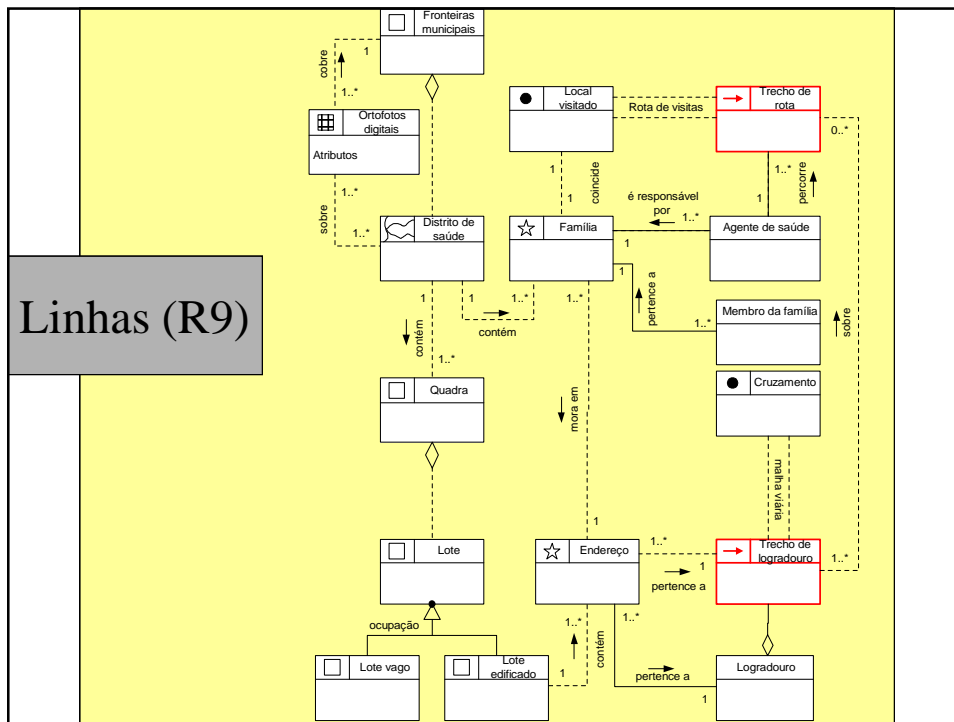 Fronteiras
municipais
1
cobre
1..*
Ortofotos
digitais
Atributos
1..*
sobre
1..*
Distrito de
saúde
Local
visitado
Rota de visitas
Trecho de
rota
0..*
1
coincide
1
1..*
percorre
1
é responsável
por
1..*
Família
1
Agente de saúde
Linhas (R9)
1
contém
1..*
1
contém
1..*
1..*
1
pertence a
1..*
Membro da família
sobre
Quadra
Cruzamento
mora em
malha viária
1
Lote
Endereço
1..*
pertence a
1
Trecho de
logradouro
1..*
ocupação
1..*
contém
1..*
Lote vago
Lote
edificado
1
pertence a
1
Logradouro